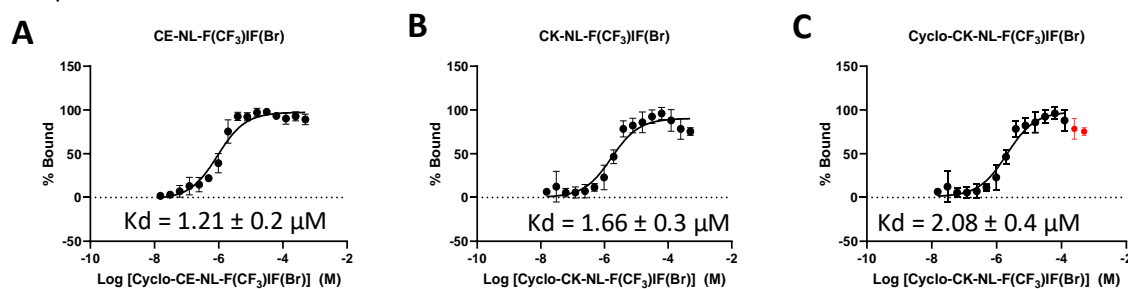 A
CE-NL-F(CF₃)IF(Br)
150
100
50
0
-50
% Bound
-10
-8
-6
-4
-2
Kd = 1.21 ± 0.2 μM
Log [Cyclo-CE-NL-F(CF₃)IF(Br)] (M)
B
CK-NL-F(CF₃)IF(Br)
150
100
50
0
-50
% Bound
-10
-8
-6
-4
-2
Kd = 1.66 ± 0.3 μM
Log [Cyclo-CK-NL-F(CF₃)IF(Br)] (M)
C
Cyclo-CK-NL-F(CF₃)IF(Br)
150
100
50
0
-50
% Bound
-10
-8
-6
-4
-2
Kd = 2.08 ± 0.4 μM
Log [Cyclo-CK-NL-F(CF₃)IF(Br)] (M)